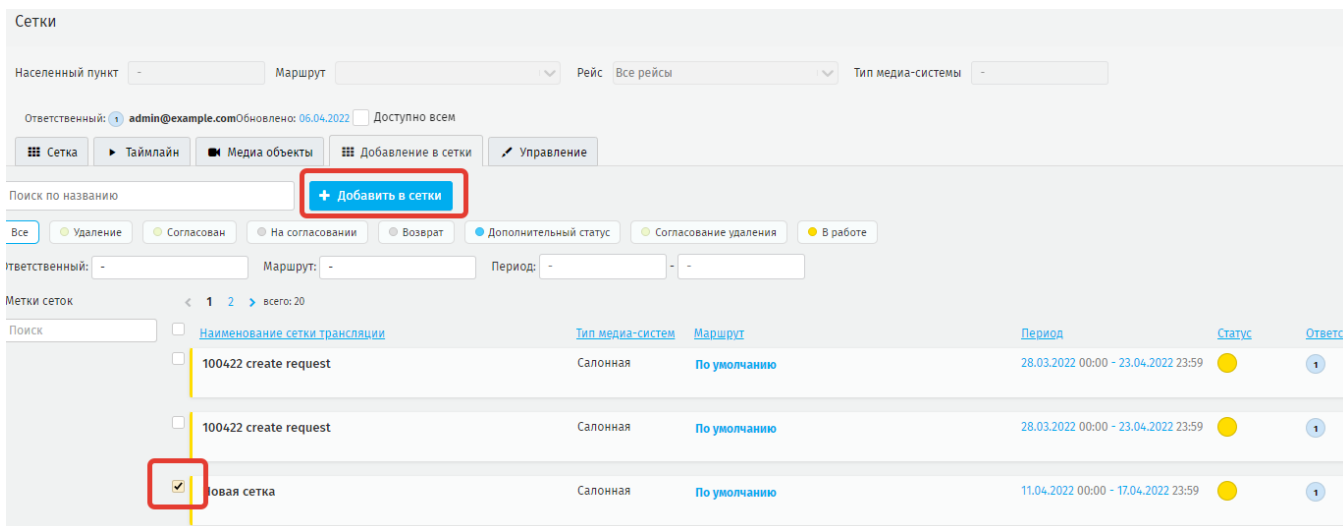 Сетки
Населенный пункт - Маршрут Рейс Все рейсы Тип медиа-системы -
Ответственный: 1 admin@example.comОбновлено: 06.04.2022 Доступно всем
Сетка Таймлайн Медиа объекты Добавление в сетки Управление
Поиск по названию + Добавить в сетки
Все Удаление Согласован На согласовании Возврат Дополнительный статус Согласование удаления В работе
Ответственный: - Маршрут: - Период: - - -
Метки сеток < 1 2 > всего: 20
Поиск Наименование сетки трансляции Тип медиа-систем Маршрут Период Статус Ответс
100422 create request Салонная По умолчанию 28.03.2022 00:00 - 23.04.2022 23:59 1
100422 create request Салонная По умолчанию 28.03.2022 00:00 - 23.04.2022 23:59 1
Новая сетка Салонная По умолчанию 11.04.2022 00:00 - 17.04.2022 23:59 1